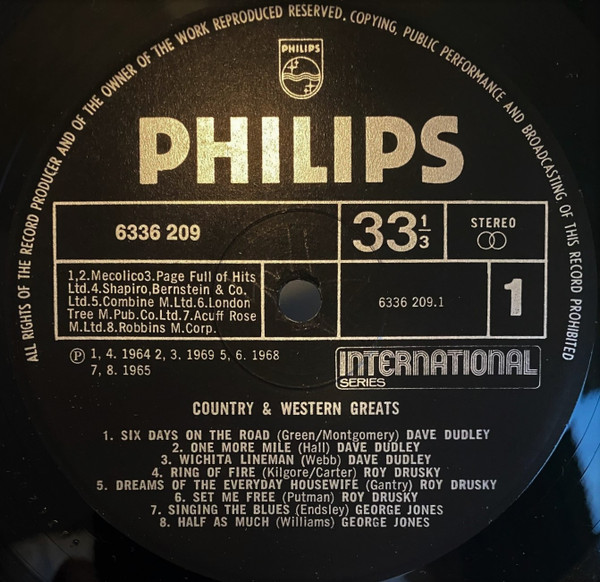 ALL RIGHTS OF THE RECORD PRODUCER AND OF THE OWNER OF THE WORK REPRODUCED RESERVED. COPYING, PUBLIC PERFORMANCE AND BROADCASTING OF THIS RECORD PROHIBITED
PHILIPS
PHILIPS
6336 209
33 1/3
STEREO
1,2.Mecolico3.Page Full of Hits
Ltd.4.Shapiro,Bernstein & Co.
Ltd.5.Combine M.Ltd.6.London
Tree M.Pub.Co.Ltd.7.Acuff Rose
M.Ltd.8.Robbins M.Corp.
6336 209.1
1
Ⓟ 1, 4. 1964 2, 3. 1969 5, 6. 1968
7, 8. 1965
INTERNATIONAL
SERIES
COUNTRY & WESTERN GREATS
1. SIX DAYS ON THE ROAD (Green/Montgomery) DAVE DUDLEY
2. ONE MORE MILE (Hall) DAVE DUDLEY
3. WICHITA LINEMAN (Webb) DAVE DUDLEY
4. RING OF FIRE (Kilgore/Carter) ROY DRUSKY
5. DREAMS OF THE EVERYDAY HOUSEWIFE (Gantry) ROY DRUSKY
6. SET ME FREE (Putman) ROY DRUSKY
7. SINGING THE BLUES (Endsley) GEORGE JONES
8. HALF AS MUCH (Williams) GEORGE JONES